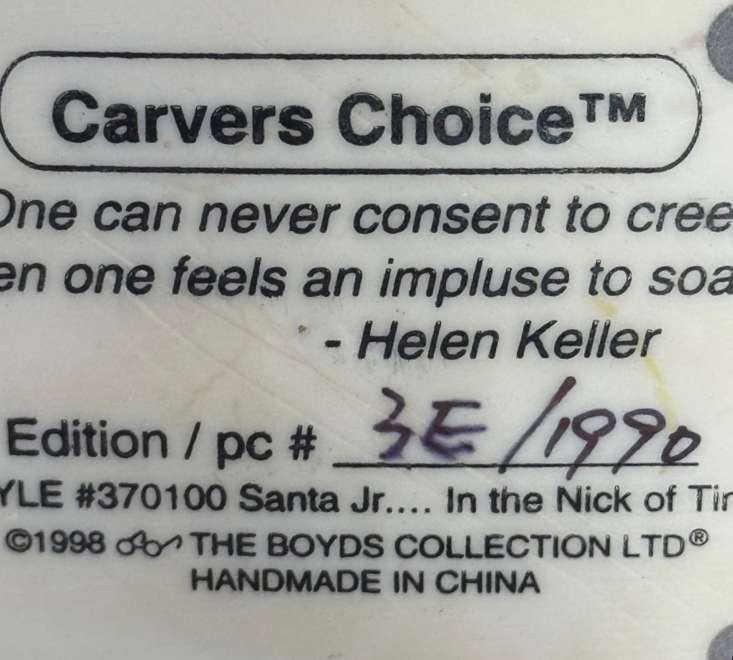 Carvers Choice™
One can never consent to cree
en one feels an impluse to soa
- Helen Keller
Edition / pc # 3E/1990
YLE #370100 Santa Jr.... In the Nick of Tim
©1998 THE BOYDS COLLECTION LTD®
HANDMADE IN CHINA